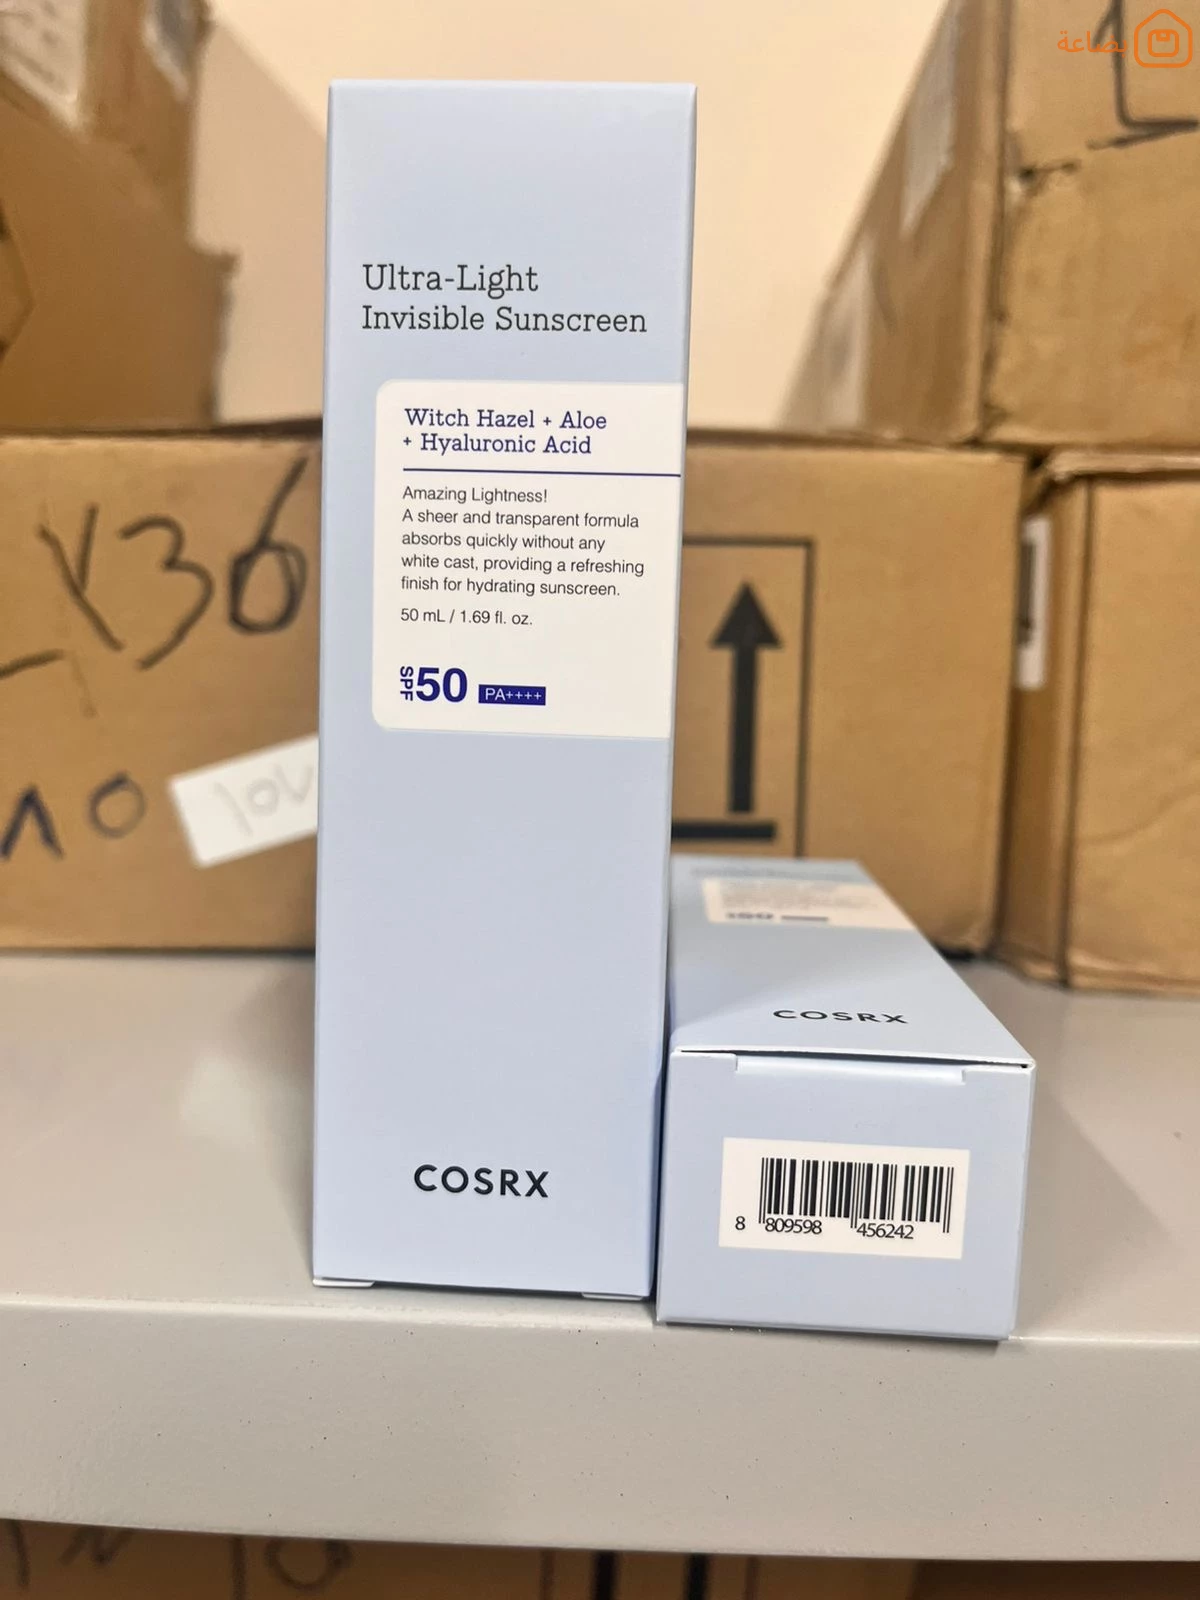 بضاعة
Ultra-Light
Invisible Sunscreen
Witch Hazel + Aloe
+ Hyaluronic Acid
Amazing Lightness!
A sheer and transparent formula
absorbs quickly without any
white cast, providing a refreshing
finish for hydrating sunscreen.
50 mL / 1.69 fl. oz.
SPF 50 PA++++
COSRX
COSRX
8 809598 456242